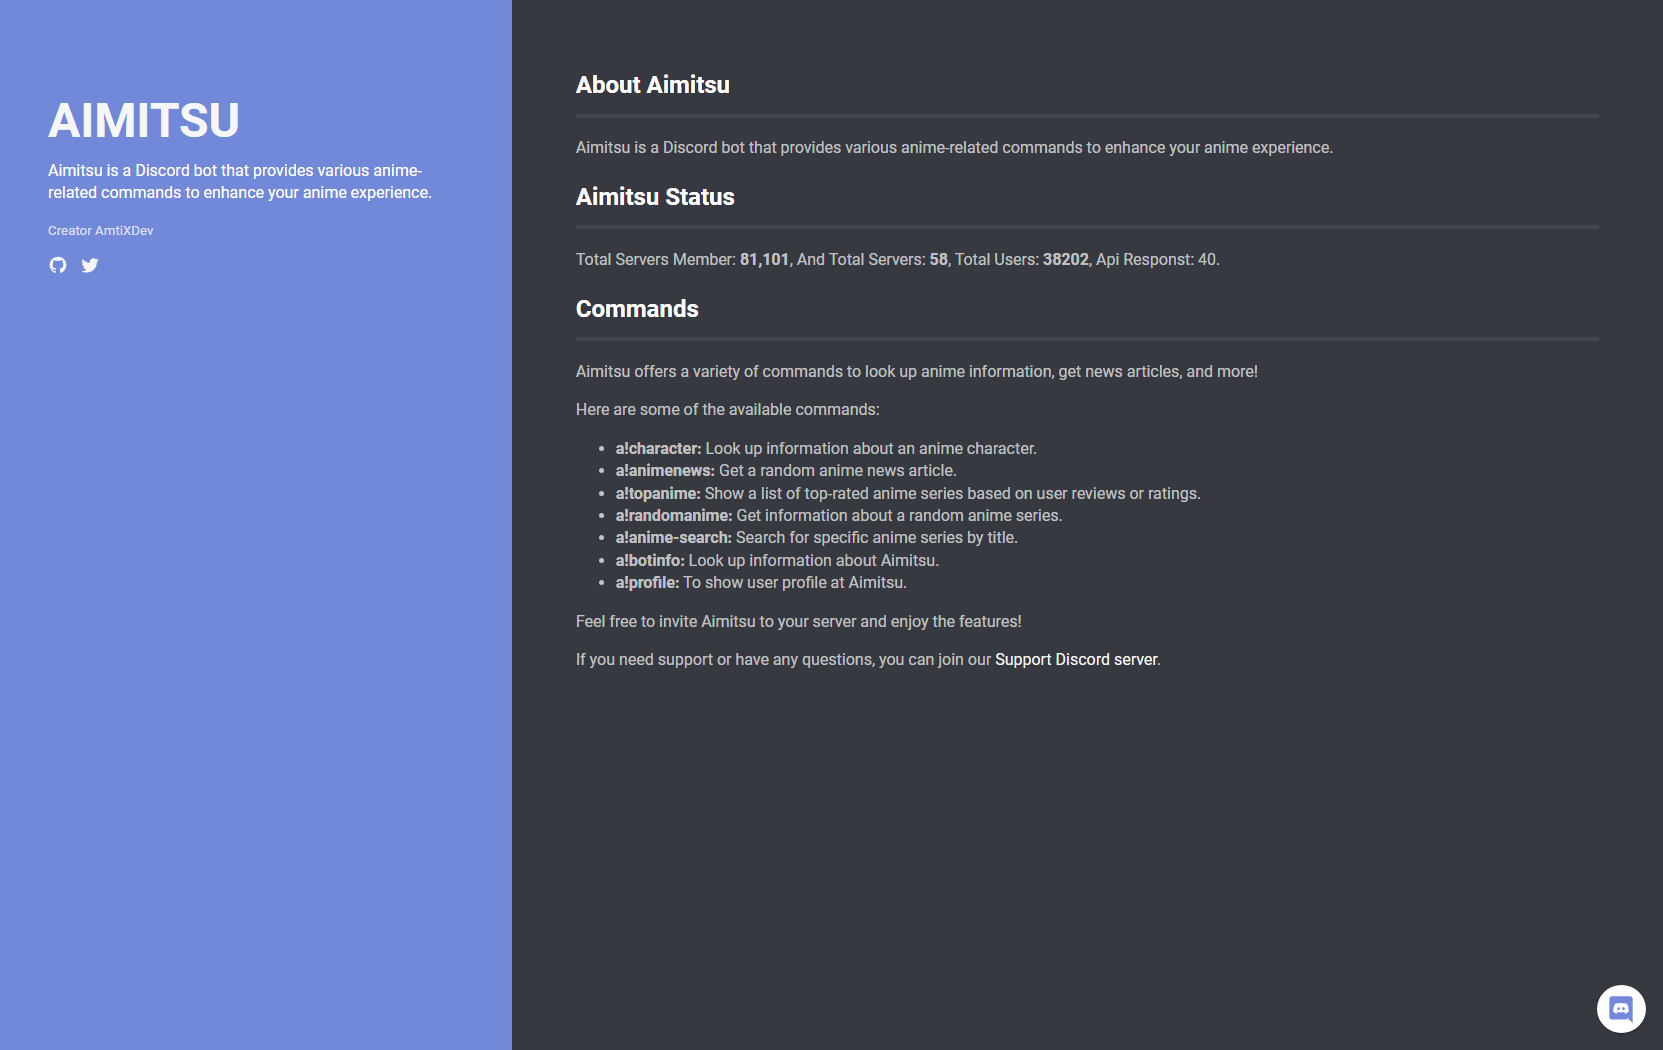 AIMITSU
Aimitsu is a Discord bot that provides various anime-
related commands to enhance your anime experience.
Creator AmtiXDev
About Aimitsu
Aimitsu is a Discord bot that provides various anime-related commands to enhance your anime experience.
Aimitsu Status
Total Servers Member: 81,101, And Total Servers: 58, Total Users: 38202, Api Responst: 40.
Commands
Aimitsu offers a variety of commands to look up anime information, get news articles, and more!
Here are some of the available commands:
• a!character: Look up information about an anime character.
• a!animenews: Get a random anime news article.
• a!topanime: Show a list of top-rated anime series based on user reviews or ratings.
• a!randomanime: Get information about a random anime series.
• a!anime-search: Search for specific anime series by title.
• a!botinfo: Look up information about Aimitsu.
• a!profile: To show user profile at Aimitsu.
Feel free to invite Aimitsu to your server and enjoy the features!
If you need support or have any questions, you can join our Support Discord server.